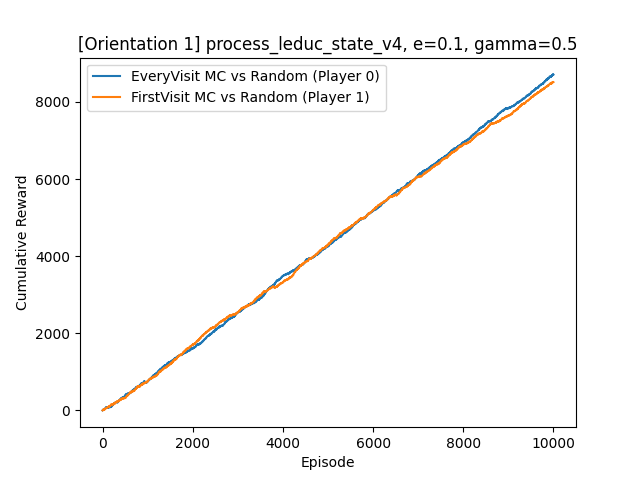 [Orientation 1] process_leduc_state_v4, e=0.1, gamma=0.5
EveryVisit MC vs Random (Player 0)
FirstVisit MC vs Random (Player 1)
Cumulative Reward
8000
6000
4000
2000
0
0 2000 4000 6000 8000 10000
Episode